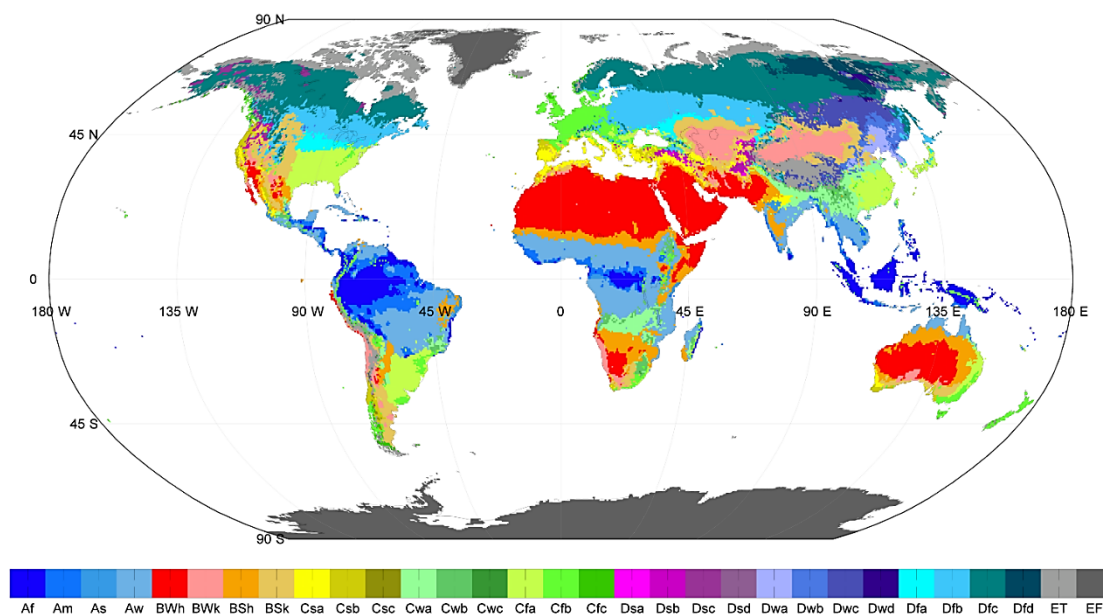 90 N
45 N
0
180 W 135 W 90 W 45 W 0 45 E 90 E 135 E 180 E
45 S
90 S
Af Am As Aw BWh BWk BSh BSk Csa Csb Csc Cwa Cwb Cwc Cfa Cfb Cfc Dsa Dsb Dsc Dsd Dwa Dwb Dwc Dwd Dfa Dfb Dfc Dfd ET EF